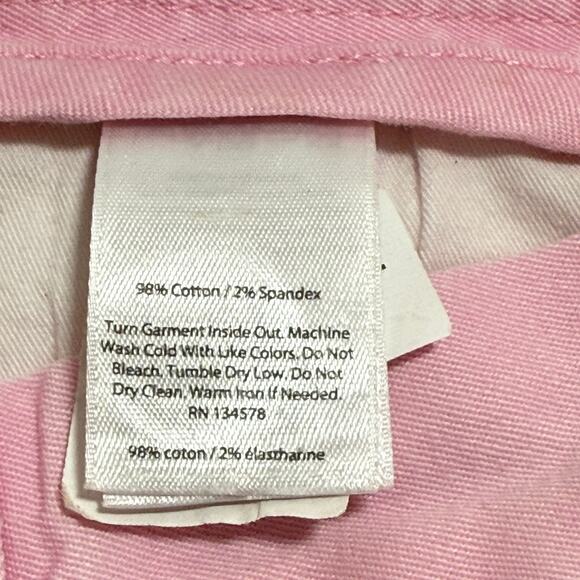 98% Cotton / 2% Spandex
Turn Garment Inside Out. Machine
Wash Cold With Like Colors. Do Not
Bleach. Tumble Dry Low. Do Not
Dry Clean. Warm Iron If Needed.
RN 134578
98% coton / 2% élasthanne